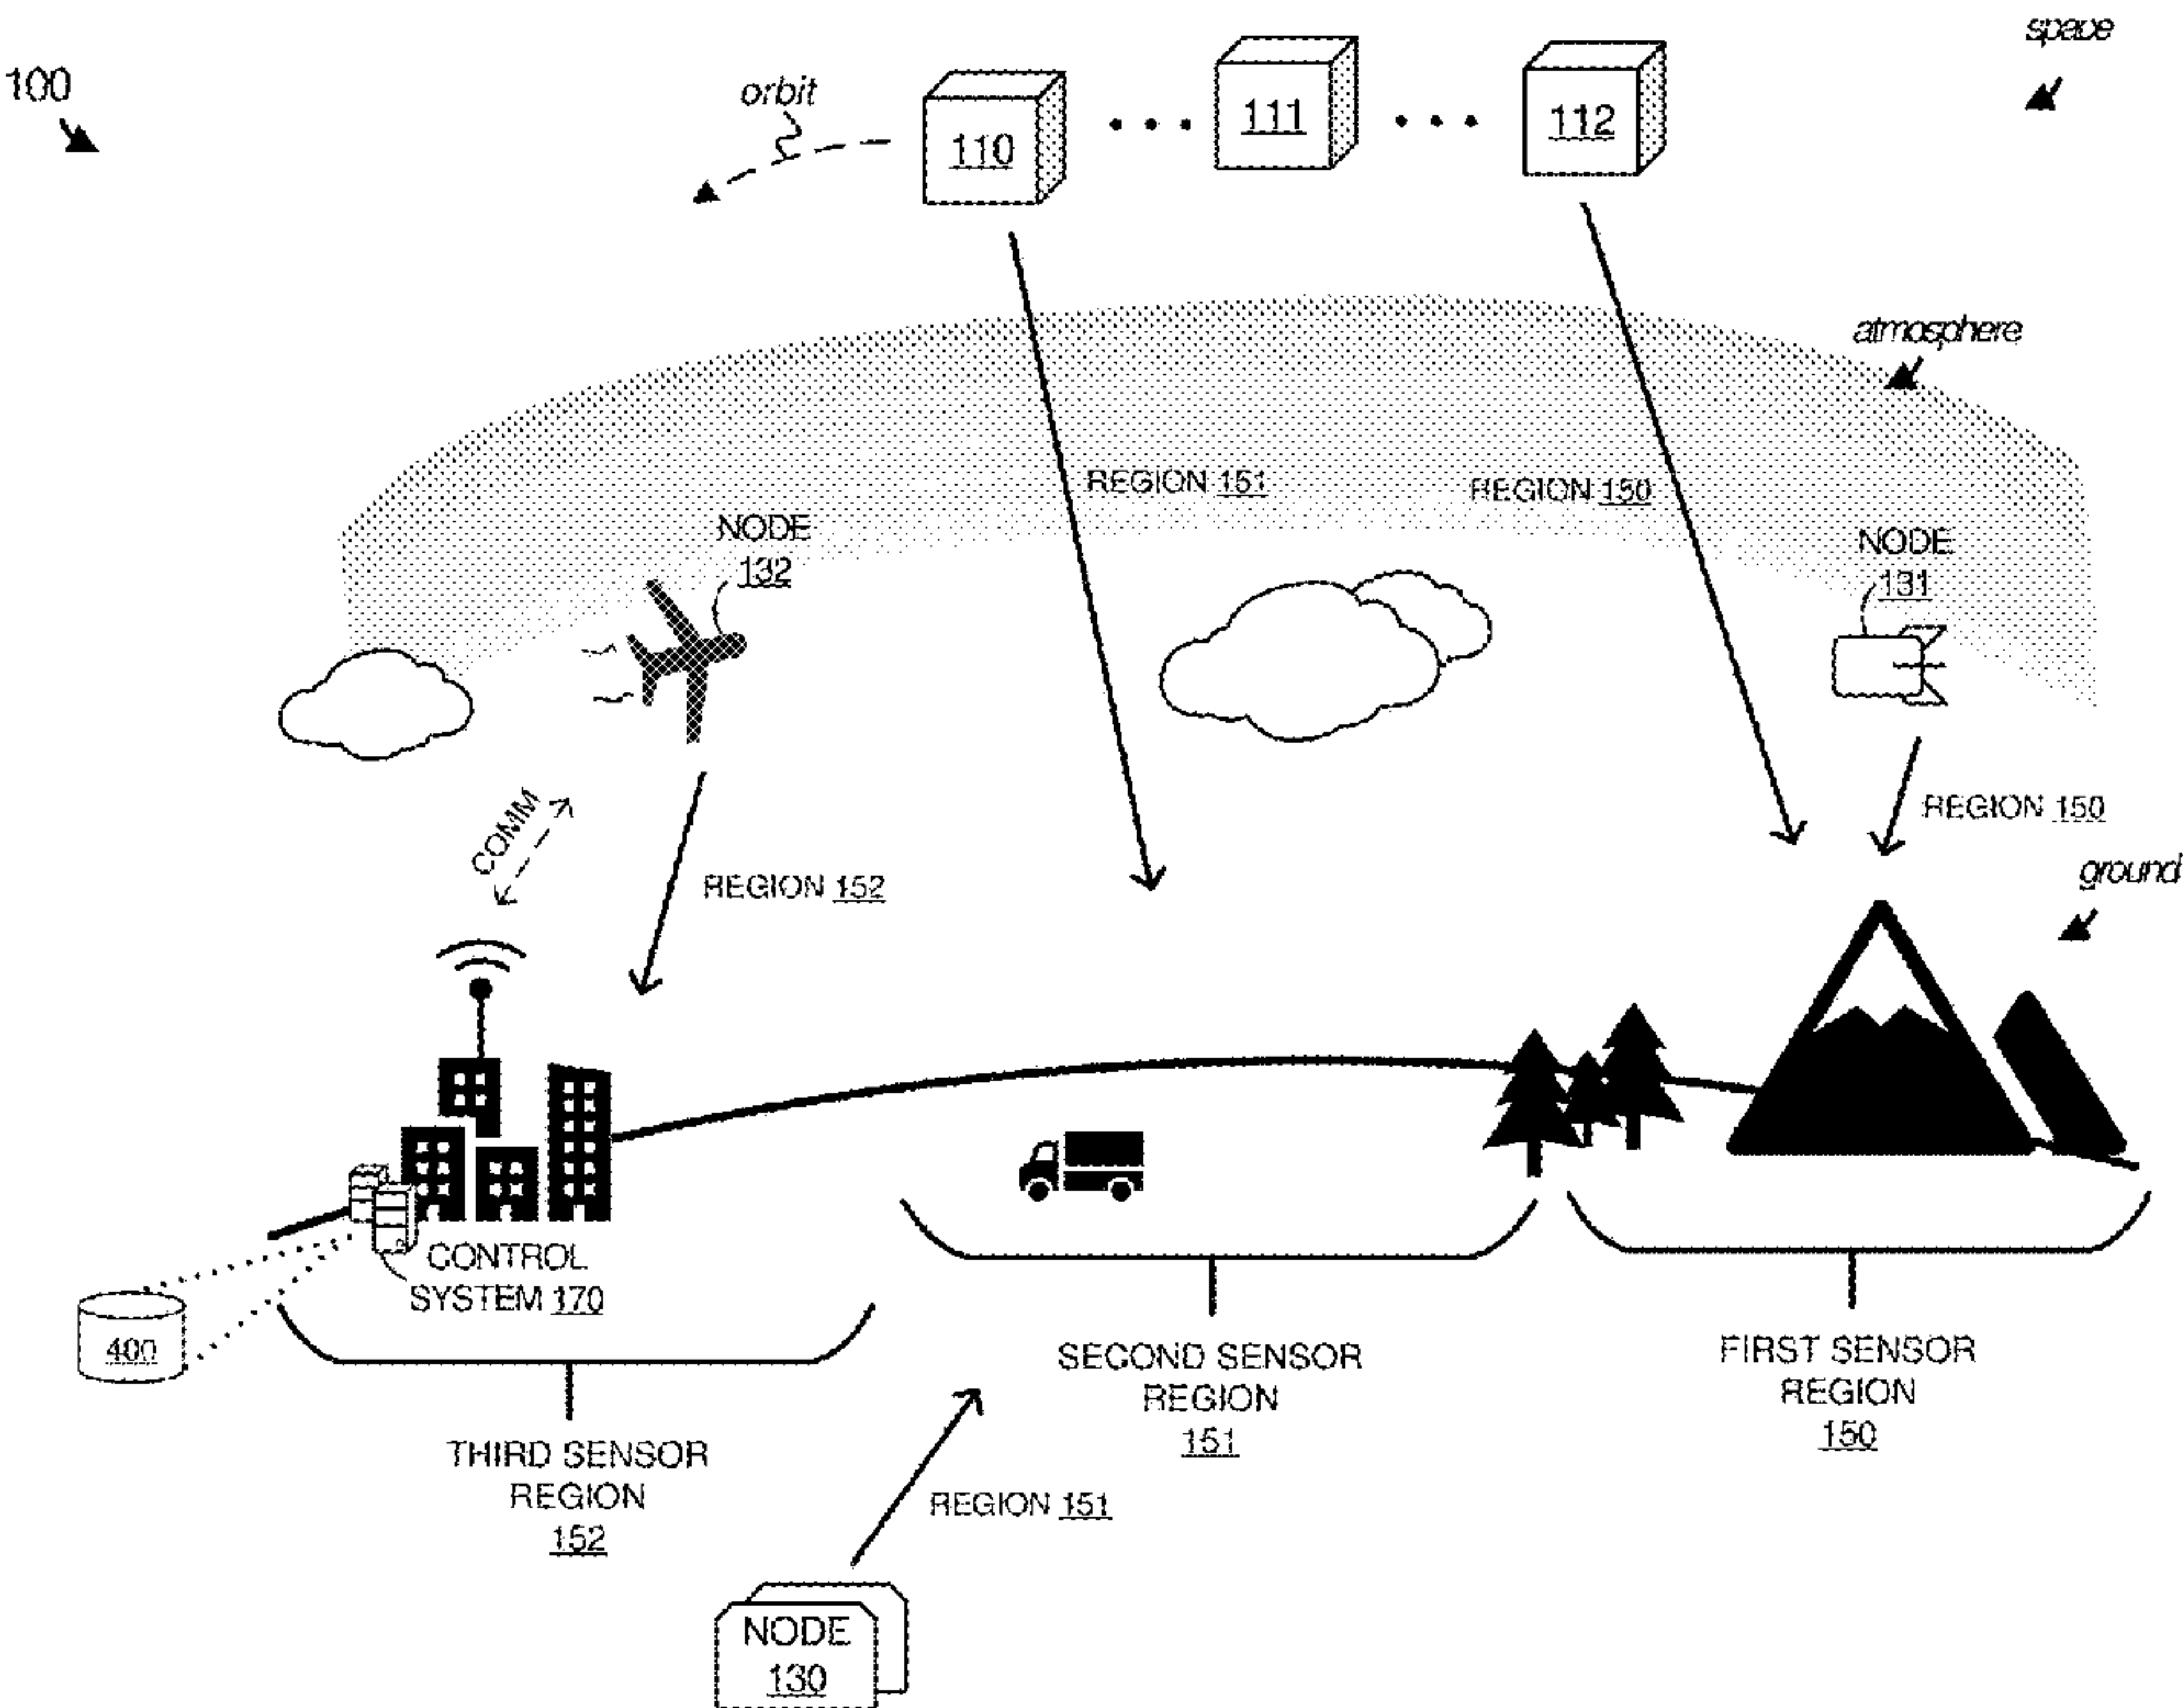 space
100
orbit
110
111
112
atmosphere
REGION 151
REGION 150
NODE
132
NODE
131
COMM
REGION 150
REGION 152
ground
CONTROL
SYSTEM 170
400
SECOND SENSOR
REGION
151
FIRST SENSOR
REGION
150
THIRD SENSOR
REGION
152
REGION 151
NODE
130